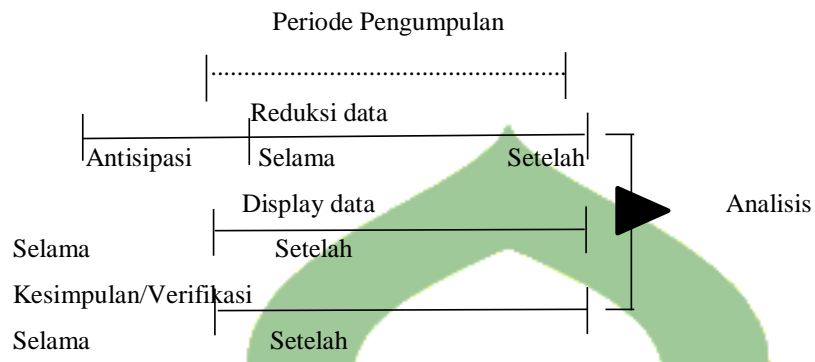 Periode Pengumpulan
Reduksi data
Antisipasi Selama Setelah
Display data
Analisis
Selama Setelah
Kesimpulan/Verifikasi
Selama Setelah